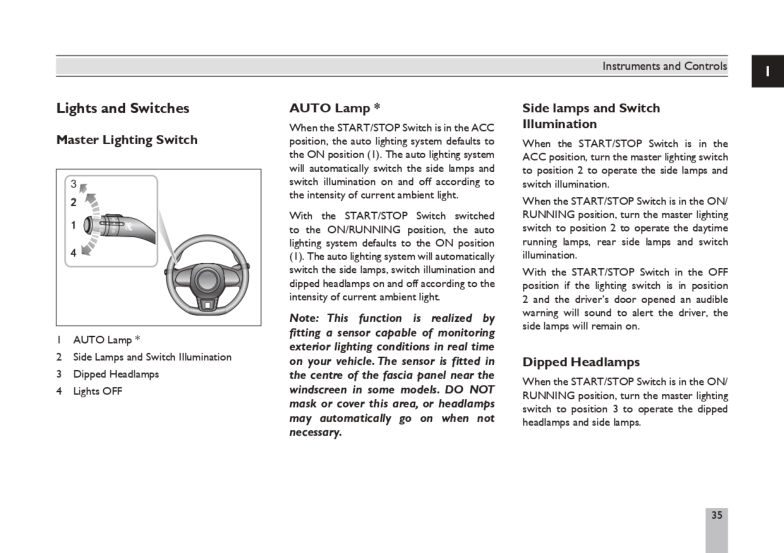 Instruments and Controls
1
Lights and Switches
Master Lighting Switch
3
2
1
4
1 AUTO Lamp *
2 Side Lamps and Switch Illumination
3 Dipped Headlamps
4 Lights OFF
AUTO Lamp *
When the START/STOP Switch is in the ACC
position, the auto lighting system defaults to
the ON position (1). The auto lighting system
will automatically switch the side lamps and
switch illumination on and off according to
the intensity of current ambient light.
With the START/STOP Switch switched
to the ON/RUNNING position, the auto
lighting system defaults to the ON position
(1). The auto lighting system will automatically
switch the side lamps, switch illumination and
dipped headlamps on and off according to the
intensity of current ambient light.
Note: This function is realized by
fitting a sensor capable of monitoring
exterior lighting conditions in real time
on your vehicle. The sensor is fitted in
the centre of the fascia panel near the
windscreen in some models. DO NOT
mask or cover this area, or headlamps
may automatically go on when not
necessary.
Side lamps and Switch
Illumination
When the START/STOP Switch is in the
ACC position, turn the master lighting switch
to position 2 to operate the side lamps and
switch illumination.
When the START/STOP Switch is in the ON/
RUNNING position, turn the master lighting
switch to position 2 to operate the daytime
running lamps, rear side lamps and switch
illumination.
With the START/STOP Switch in the OFF
position if the lighting switch is in position
2 and the driver's door opened an audible
warning will sound to alert the driver, the
side lamps will remain on.
Dipped Headlamps
When the START/STOP Switch is in the ON/
RUNNING position, turn the master lighting
switch to position 3 to operate the dipped
headlamps and side lamps.
35